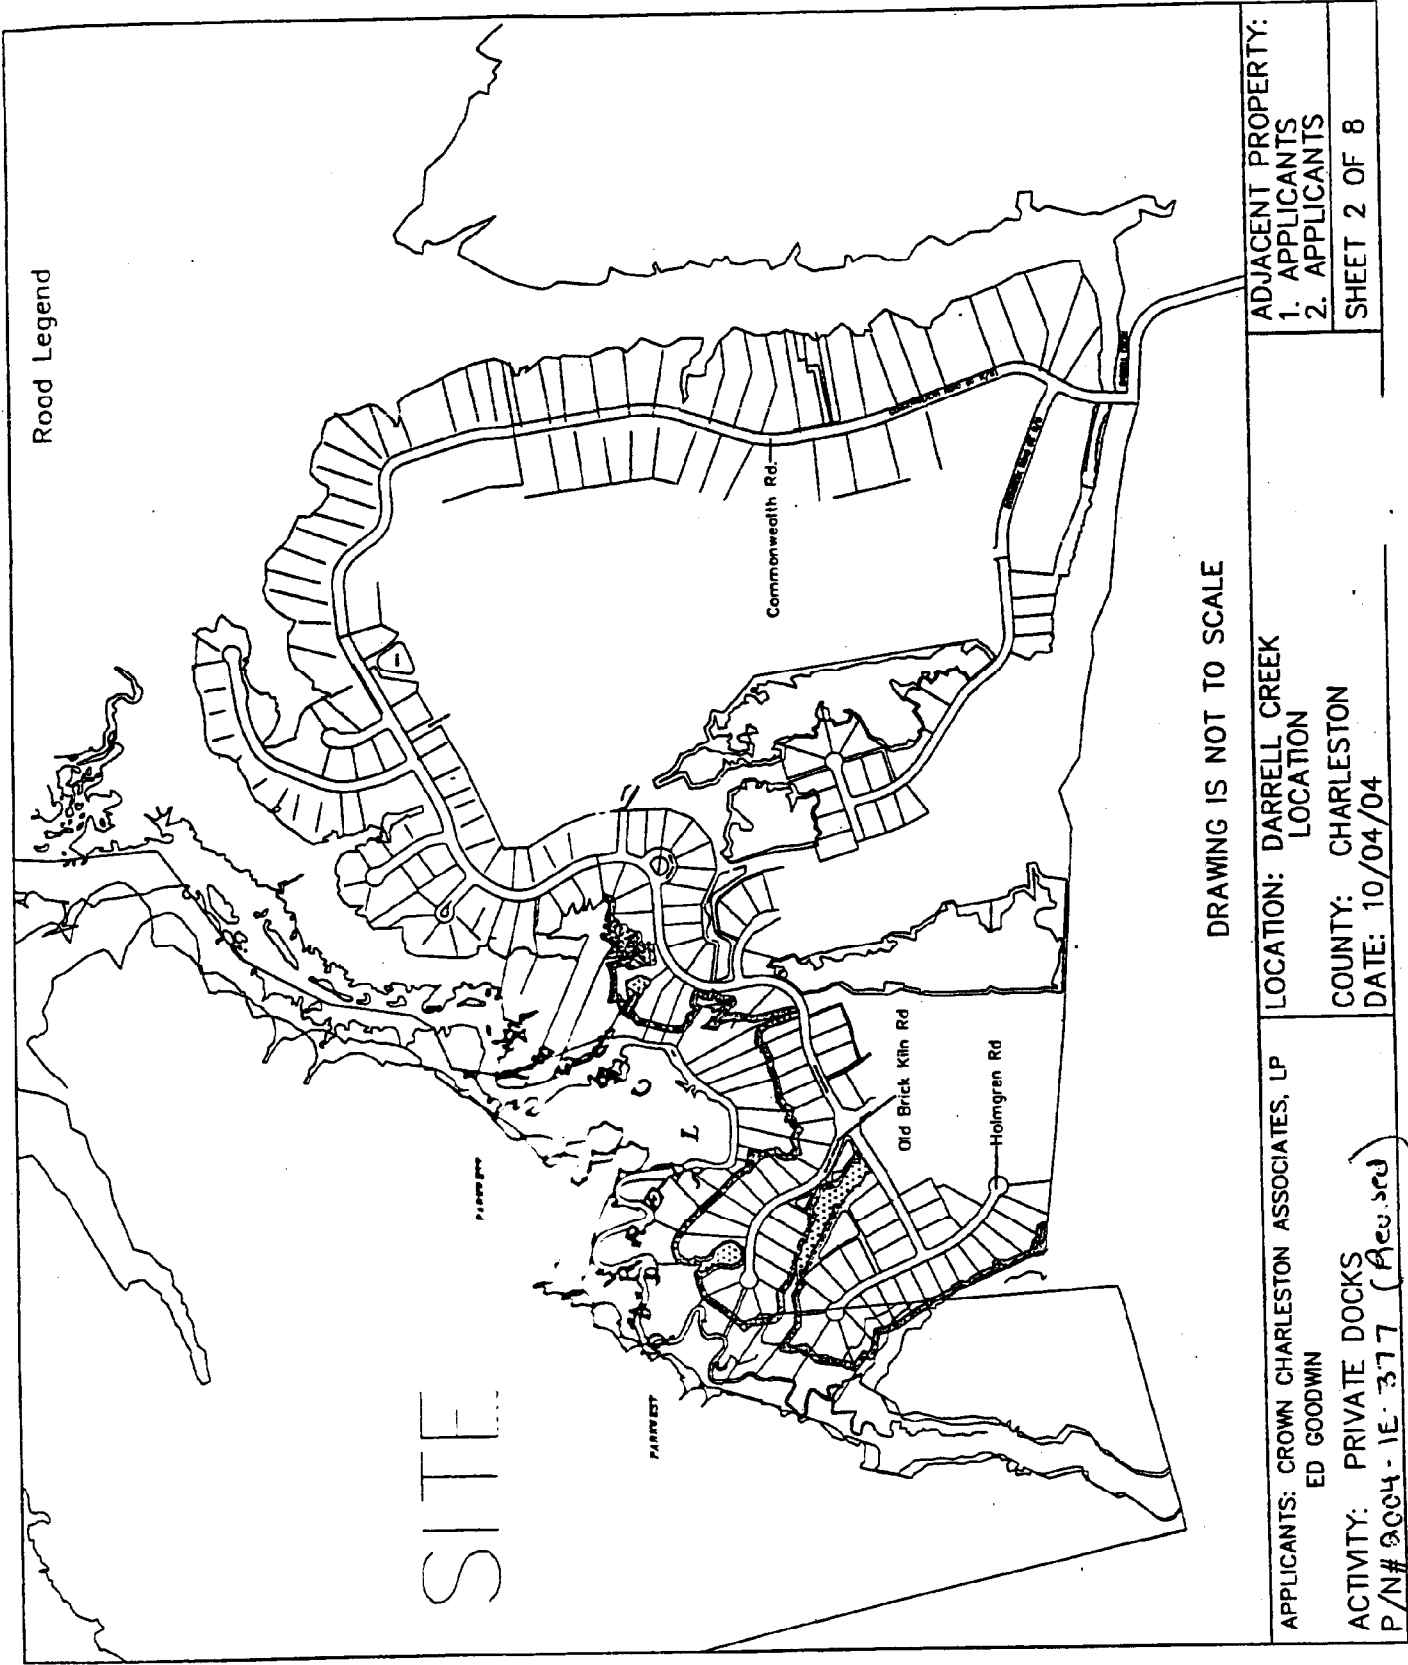 Road Legend
SITE
Commonwealth Rd.
Old Brick Kiln Rd
Holmgren Rd
L
DRAWING IS NOT TO SCALE
APPLICANTS: CROWN CHARLESTON ASSOCIATES, LP
ED GOODWIN
ACTIVITY: PRIVATE DOCKS
P/N# 2004-1E-377 (Revised)
LOCATION: DARRELL CREEK
LOCATION
COUNTY: CHARLESTON
DATE: 10/04/04
ADJACENT PROPERTY:
1. APPLICANTS
2. APPLICANTS
SHEET 2 OF 8